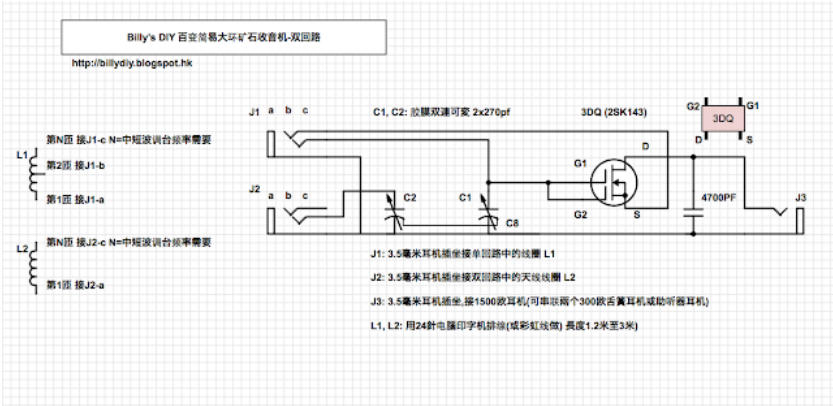 Billy's DIY 百变简易大环矿石收音机-双回路
http://billydiy.blogspot.hk
J1 a b c
C1, C2: 胶膜双連可变 2x270pf
3DQ (2SK143)
G2 G1
3DQ
D S
第N匝 接J1-c N=中短波调台频率需要
L1
第2匝 接J1-b
第1匝 接J1-a
D
G1
G2
S
J2 a b c
C2
C1
C8
4700PF
J3
第N匝 接J2-c N=中短波调台频率需要
L2
第1匝 接J2-a
J1: 3.5毫米耳机插坐接单回路中的线圈 L1
J2: 3.5毫米耳机插坐接双回路中的天线线圈 L2
J3: 3.5毫米耳机插坐,接1500欧耳机(可串联兩个300欧舌簧耳机或助听器耳机)
L1, L2: 用24針电腦印字机排線(或彩虹线做) 長度1.2米至3米)